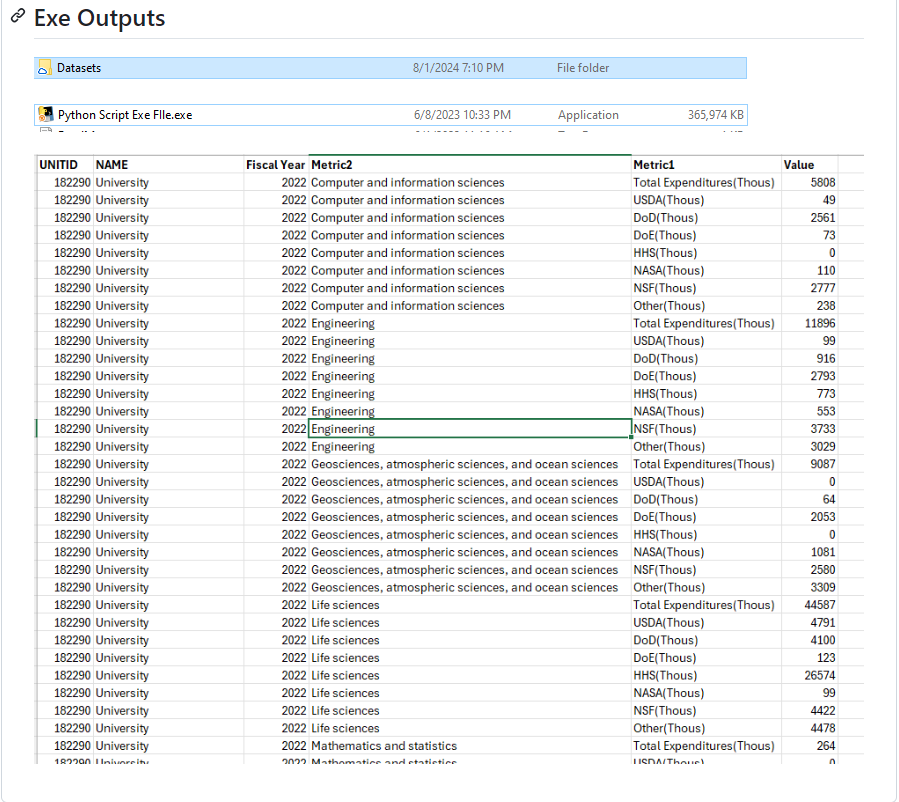 Exe Outputs
Datasets 8/1/2024 7:10 PM File folder
Python Script Exe FIle.exe 6/8/2023 10:33 PM Application 365,974 KB
UNITID NAME Fiscal Year Metric2 Metric1 Value
182290 University 2022 Computer and information sciences Total Expenditures(Thous) 5808
182290 University 2022 Computer and information sciences USDA(Thous) 49
182290 University 2022 Computer and information sciences DoD(Thous) 2561
182290 University 2022 Computer and information sciences DoE(Thous) 73
182290 University 2022 Computer and information sciences HHS(Thous) 0
182290 University 2022 Computer and information sciences NASA(Thous) 110
182290 University 2022 Computer and information sciences NSF(Thous) 2777
182290 University 2022 Computer and information sciences Other(Thous) 238
182290 University 2022 Engineering Total Expenditures(Thous) 11896
182290 University 2022 Engineering USDA(Thous) 99
182290 University 2022 Engineering DoD(Thous) 916
182290 University 2022 Engineering DoE(Thous) 2793
182290 University 2022 Engineering HHS(Thous) 773
182290 University 2022 Engineering NASA(Thous) 553
182290 University 2022 Engineering NSF(Thous) 3733
182290 University 2022 Engineering Other(Thous) 3029
182290 University 2022 Geosciences, atmospheric sciences, and ocean sciences Total Expenditures(Thous) 9087
182290 University 2022 Geosciences, atmospheric sciences, and ocean sciences USDA(Thous) 0
182290 University 2022 Geosciences, atmospheric sciences, and ocean sciences DoD(Thous) 64
182290 University 2022 Geosciences, atmospheric sciences, and ocean sciences DoE(Thous) 2053
182290 University 2022 Geosciences, atmospheric sciences, and ocean sciences HHS(Thous) 0
182290 University 2022 Geosciences, atmospheric sciences, and ocean sciences NASA(Thous) 1081
182290 University 2022 Geosciences, atmospheric sciences, and ocean sciences NSF(Thous) 2580
182290 University 2022 Geosciences, atmospheric sciences, and ocean sciences Other(Thous) 3309
182290 University 2022 Life sciences Total Expenditures(Thous) 44587
182290 University 2022 Life sciences USDA(Thous) 4791
182290 University 2022 Life sciences DoD(Thous) 4100
182290 University 2022 Life sciences DoE(Thous) 123
182290 University 2022 Life sciences HHS(Thous) 26574
182290 University 2022 Life sciences NASA(Thous) 99
182290 University 2022 Life sciences NSF(Thous) 4422
182290 University 2022 Life sciences Other(Thous) 4478
182290 University 2022 Mathematics and statistics Total Expenditures(Thous) 264
182290 University 2022 Mathematics and statistics USDA(Thous) 0